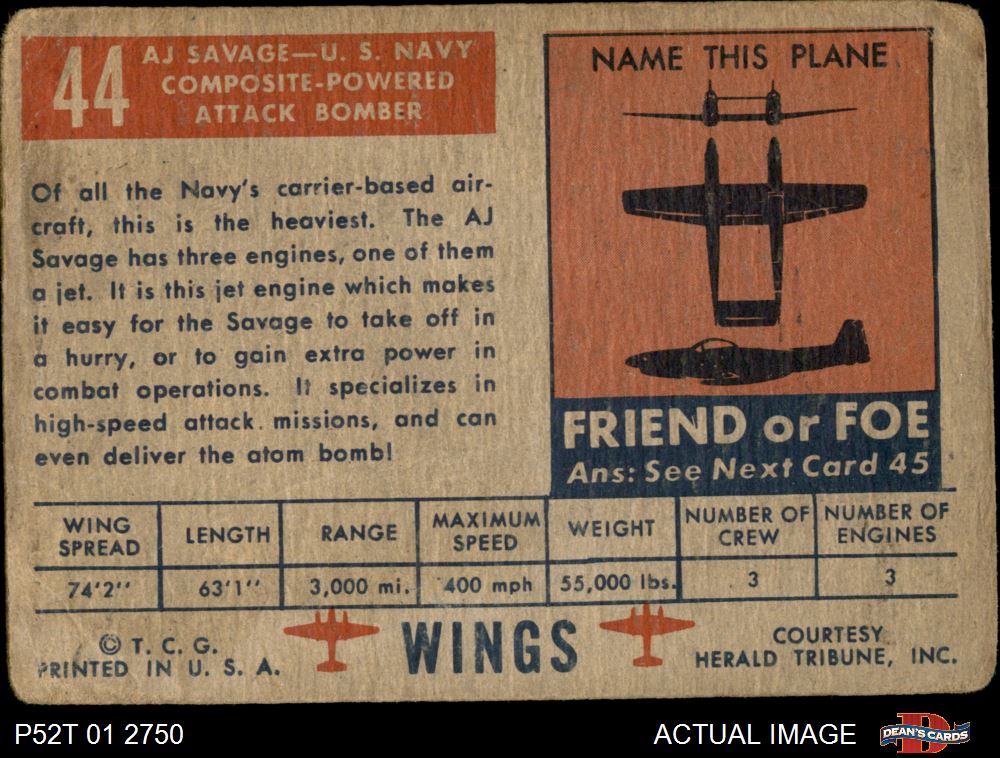 44
AJ SAVAGE—U. S. NAVY
COMPOSITE-POWERED
ATTACK BOMBER
Of all the Navy's carrier-based air-
craft, this is the heaviest. The AJ
Savage has three engines, one of them
a jet. It is this jet engine which makes
it easy for the Savage to take off in
a hurry, or to gain extra power in
combat operations. It specializes in
high-speed attack missions, and can
even deliver the atom bomb!
NAME THIS PLANE
FRIEND or FOE
Ans: See Next Card 45
WING SPREAD LENGTH RANGE MAXIMUM SPEED WEIGHT NUMBER OF CREW NUMBER OF ENGINES
74'2'' 63'1'' 3,000 mi. 400 mph 55,000 lbs. 3 3
© T. C. G.
PRINTED IN U. S. A.
WINGS
COURTESY
HERALD TRIBUNE, INC.
P52T 01 2750
ACTUAL IMAGE
DEAN'S CARDS